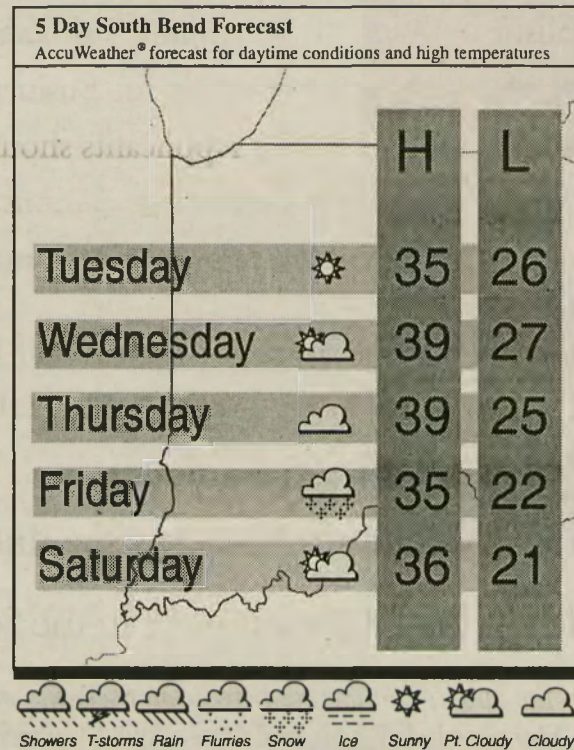 5 Day South Bend Forecast
AccuWeather® forecast for daytime conditions and high temperatures
H L
Tuesday 35 26
Wednesday 39 27
Thursday 39 25
Friday 35 22
Saturday 36 21
Showers T-storms Rain Flurries Snow Ice Sunny Pt. Cloudy Cloudy